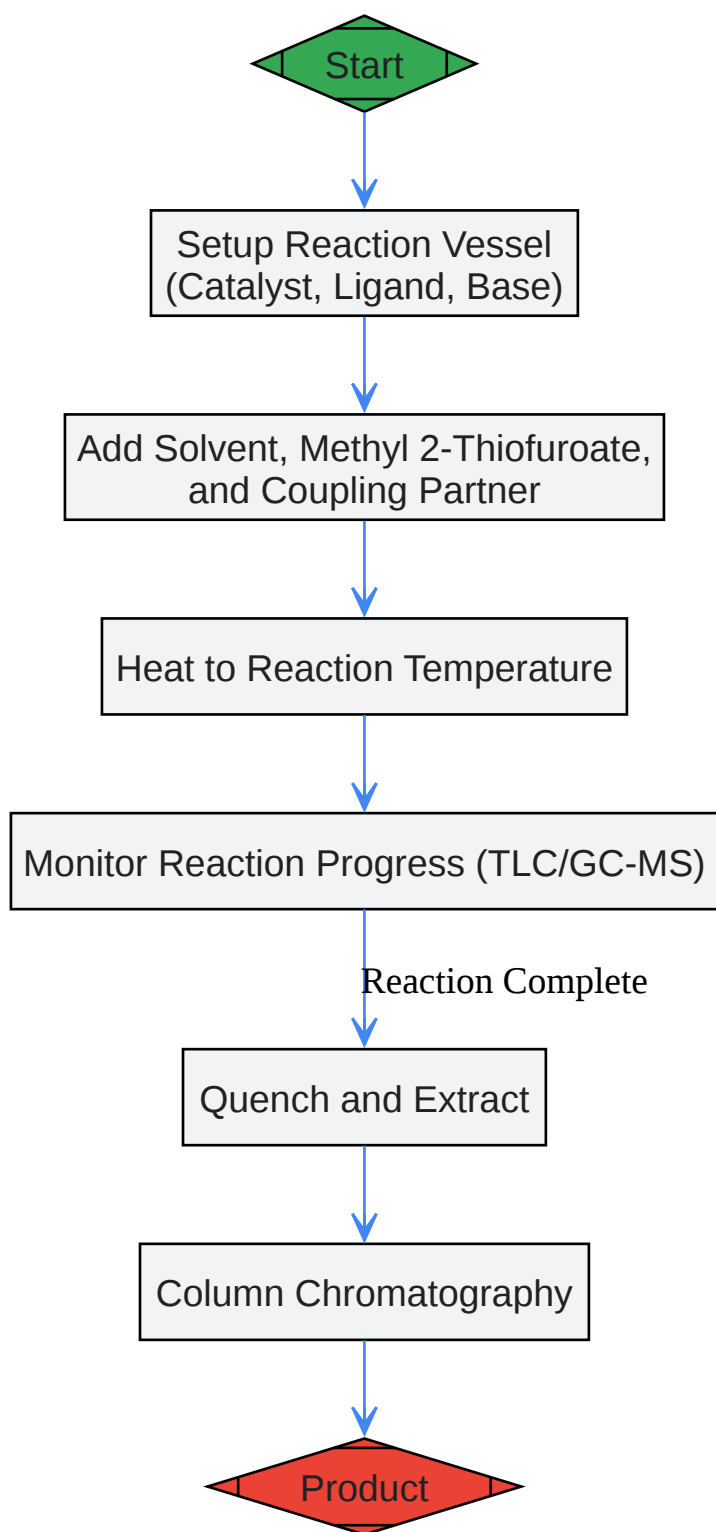 Start
Setup Reaction Vessel
(Catalyst, Ligand, Base)
Add Solvent, Methyl 2-Thiofuroate,
and Coupling Partner
Heat to Reaction Temperature
Monitor Reaction Progress (TLC/GC-MS)
Reaction Complete
Quench and Extract
Column Chromatography
Product